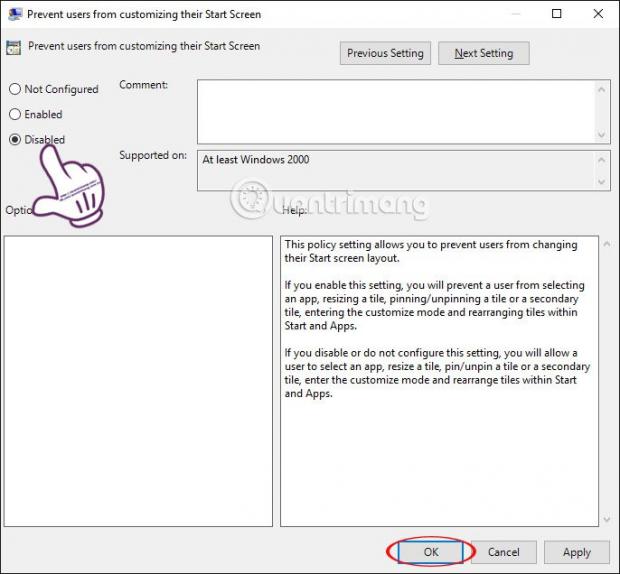 Prevent users from customizing their Start Screen
Prevent users from customizing their Start Screen
Previous Setting
Next Setting
Not Configured
Comment:
Enabled
Disabled
Supported on:
At least Windows 2000
Quantrimang
Help:
This policy setting allows you to prevent users from changing
their Start screen layout.
If you enable this setting, you will prevent a user from selecting
an app, resizing a tile, pinning/unpinning a tile or a secondary
tile, entering the customize mode and rearranging tiles within
Start and Apps.
If you disable or do not configure this setting, you will allow a
user to select an app, resize a tile, pin/unpin a tile or a secondary
tile, enter the customize mode and rearrange tiles within Start
and Apps.
OK
Cancel
Apply